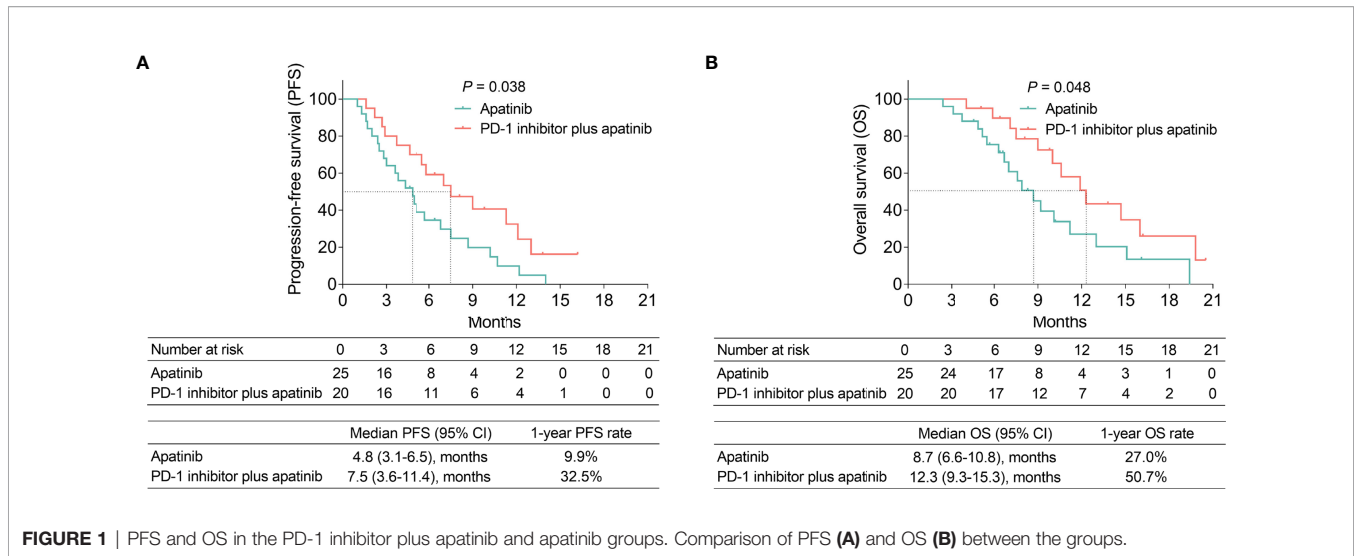 A
P = 0.038
Apatinib
PD-1 inhibitor plus apatinib
Progression-free survival (PFS)
100
80
60
40
20
0
0 3 6 9 12 15 18 21
Months
Number at risk 0 3 6 9 12 15 18 21
Apatinib 25 16 8 4 2 0 0 0
PD-1 inhibitor plus apatinib 20 16 11 6 4 1 0 0
Median PFS (95% CI) 1-year PFS rate
Apatinib 4.8 (3.1-6.5), months 9.9%
PD-1 inhibitor plus apatinib 7.5 (3.6-11.4), months 32.5%
B
P = 0.048
Apatinib
PD-1 inhibitor plus apatinib
Overall survival (OS)
100
80
60
40
20
0
0 3 6 9 12 15 18 21
Months
Number at risk 0 3 6 9 12 15 18 21
Apatinib 25 24 17 8 4 3 1 0
PD-1 inhibitor plus apatinib 20 20 17 12 7 4 2 0
Median OS (95% CI) 1-year OS rate
Apatinib 8.7 (6.6-10.8), months 27.0%
PD-1 inhibitor plus apatinib 12.3 (9.3-15.3), months 50.7%
FIGURE 1 | PFS and OS in the PD-1 inhibitor plus apatinib and apatinib groups. Comparison of PFS (A) and OS (B) between the groups.